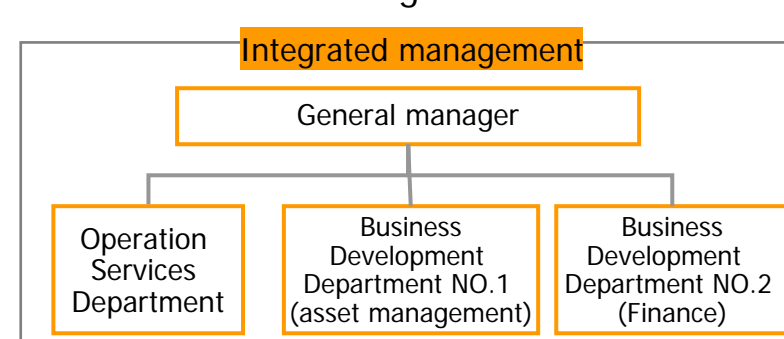 Integrated management
General manager
Operation
Services
Department
Business
Development
Department NO.1
(asset management)
Business
Development
Department NO.2
(Finance)